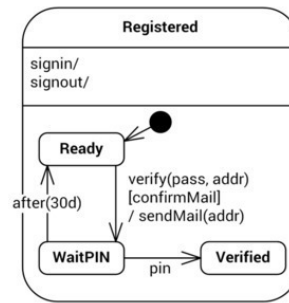 Registered
signin/
signout/
Ready
verify(pass, addr)
[confirmMail]
/ sendMail(addr)
after(30d)
WaitPIN
pin
Verified